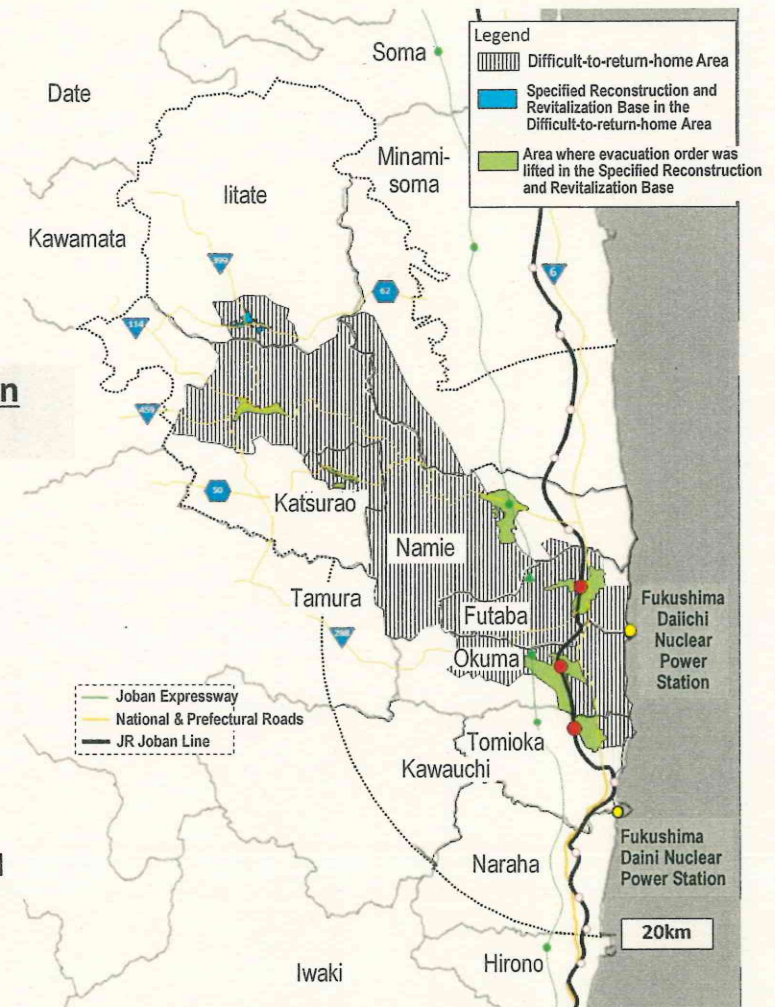 Legend
Difficult-to-return-home Area
Specified Reconstruction and
Revitalization Base in the
Difficult-to-return-home Area
Area where evacuation order was
lifted in the Specified Reconstruction
and Revitalization Base
Soma
Date
Minami-
soma
Iitate
Kawamata
399
62
6
114
n
459
50
Katsurao
Namie
Tamura
Futaba
Fukushima
Daiichi
Nuclear
Power
Station
288
Okuma
Joban Expressway
National & Prefectural Roads
JR Joban Line
Tomioka
Kawauchi
Naraha
Fukushima
Daini Nuclear
Power Station
20km
Iwaki
Hirono